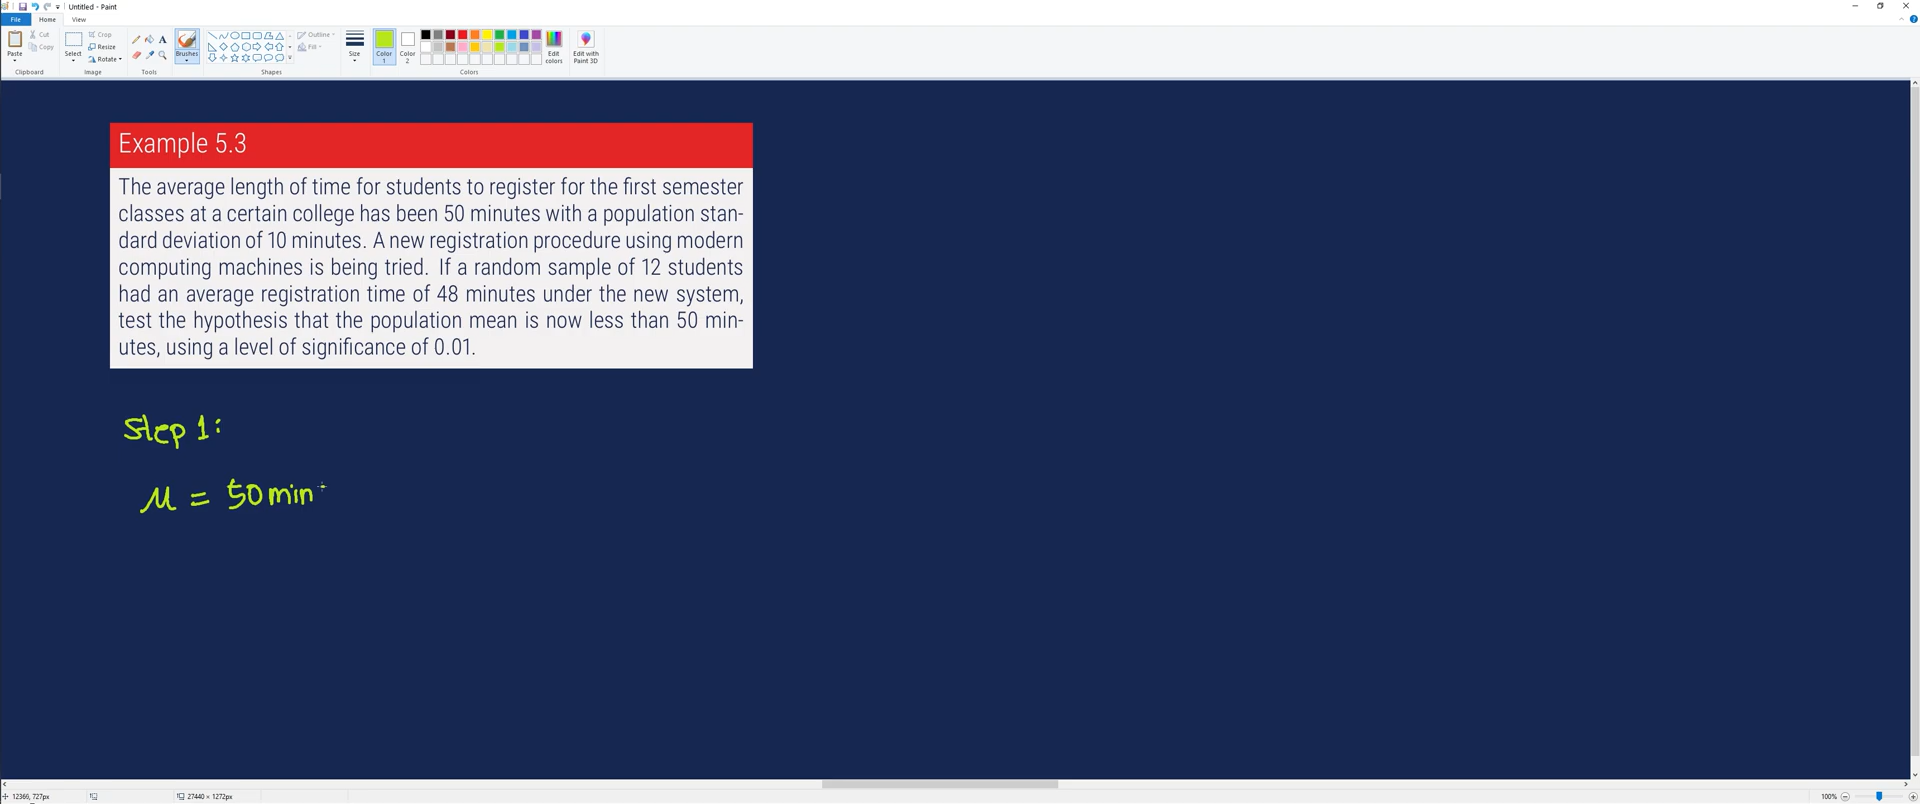 Untitled - Paint
File Home View
Paste
Cut
Copy
Clipboard
Select
Crop
Resize
Rotate
Image
Tools
Brushes
Shapes
Outline
Fill
Size
Color 1
Color 2
Colors
Edit colors
Edit with Paint 3D
Example 5.3
The average length of time for students to register for the first semester
classes at a certain college has been 50 minutes with a population stan-
dard deviation of 10 minutes. A new registration procedure using modern
computing machines is being tried. If a random sample of 12 students
had an average registration time of 48 minutes under the new system,
test the hypothesis that the population mean is now less than 50 min-
utes, using a level of significance of 0.01.
Step 1:
μ = 50min
12366, 727px
27440 × 1272px
100%